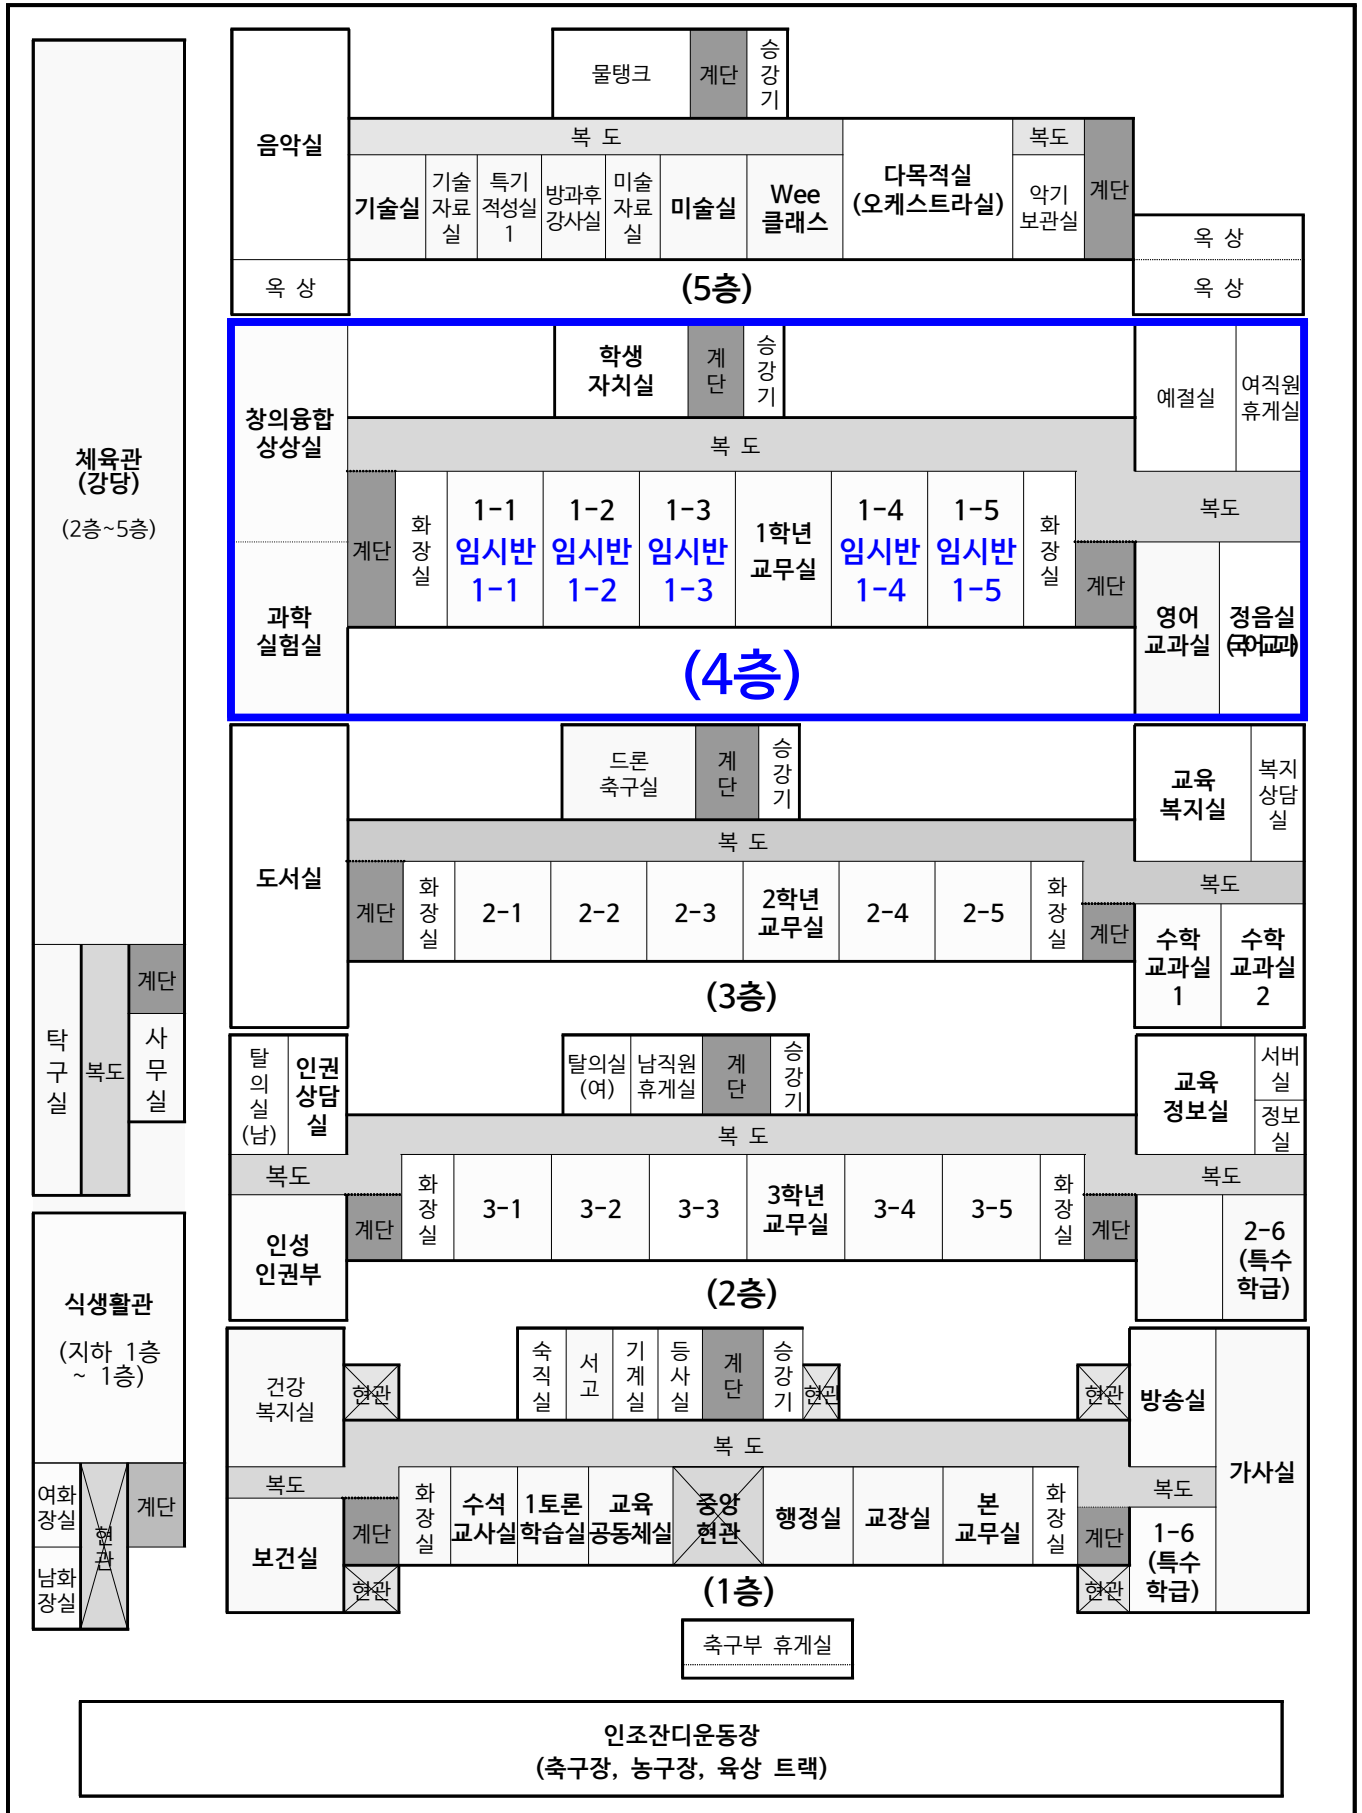 체육관
(강당)
(2층~5층)
탁
구
실
복도
계단
사
무
실
식생활관
(지하 1층
~ 1층)
여화
장실
남화
장실
현
관
계단
음악실
옥 상
물탱크
계단
승
강
기
복 도
기술실
기술
자료
실
특기
적성실
1
방과후
강사실
미술
자료
실
미술실
Wee
클래스
다목적실
(오케스트라실)
복도
악기
보관실
계단
옥 상
옥 상
(5층)
창의융합
상상실
과학
실험실
학생
자치실
계
단
승
강
기
복 도
예절실
여직원
휴게실
복도
계단
화
장
실
1-1
임시반
1-1
1-2
임시반
1-2
1-3
임시반
1-3
1학년
교무실
1-4
임시반
1-4
1-5
임시반
1-5
화
장
실
계단
영어
교과실
정음실
(국어교과)
(4층)
도서실
드론
축구실
계
단
승
강
기
복 도
교육
복지실
복지
상담
실
복도
계단
화
장
실
2-1
2-2
2-3
2학년
교무실
2-4
2-5
화
장
실
계단
수학
교과실
1
수학
교과실
2
(3층)
탈
의
실
(남)
인권
상담
실
탈의실
(여)
남직원
휴게실
계
단
승
강
기
복 도
교육
정보실
서버
실
정보
실
복도
복도
인성
인권부
계단
화
장
실
3-1
3-2
3-3
3학년
교무실
3-4
3-5
화
장
실
계단
2-6
(특수
학급)
(2층)
건강
복지실
현관
숙
직
실
서
고
기
계
실
등
사
실
계
단
승
강
기
현관
현관
방송실
가사실
복 도
복도
복도
보건실
계단
현관
화
장
실
수석
교사실
1토론
학습실
교육
공동체실
중앙
현관
행정실
교장실
본
교무실
화
장
실
계단
현관
1-6
(특수
학급)
(1층)
축구부 휴게실
인조잔디운동장
(축구장, 농구장, 육상 트랙)